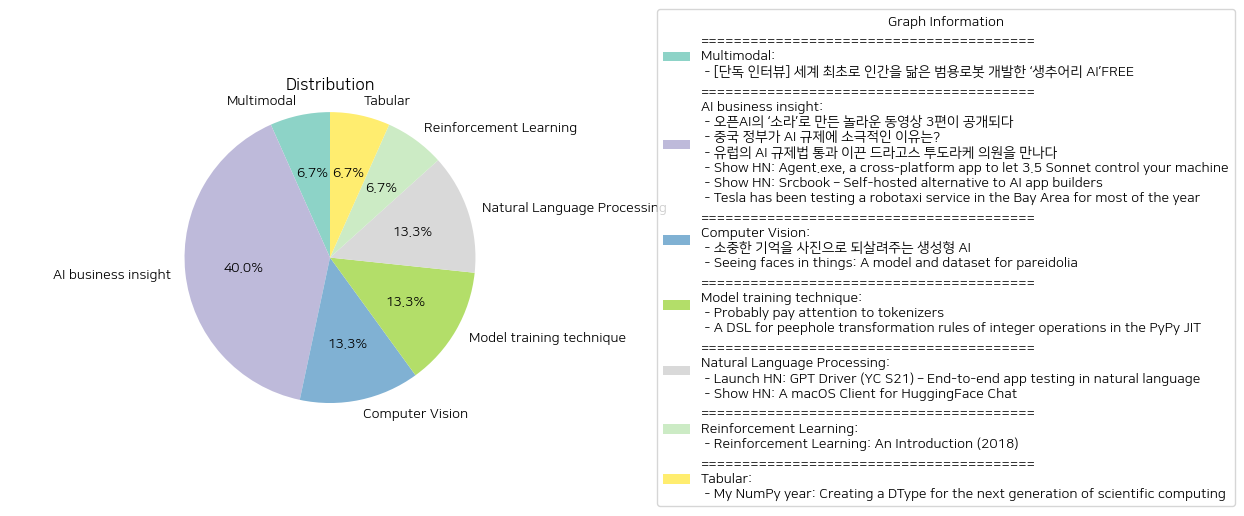 Distribution
Multimodal
Tabular
Reinforcement Learning
Natural Language Processing
Model training technique
Computer Vision
AI business insight
6.7%
6.7%
6.7%
13.3%
13.3%
13.3%
40.0%
Graph Information
========================================
Multimodal:
- [단독 인터뷰] 세계 최초로 인간을 닮은 범용로봇 개발한 ‘생추어리 AI’FREE
========================================
AI business insight:
- 오픈AI의 ‘소라’로 만든 놀라운 동영상 3편이 공개되다
- 중국 정부가 AI 규제에 소극적인 이유는?
- 유럽의 AI 규제법 통과 이끈 드라고스 투도라케 의원을 만나다
- Show HN: Agent.exe, a cross-platform app to let 3.5 Sonnet control your machine
- Show HN: Srcbook – Self-hosted alternative to AI app builders
- Tesla has been testing a robotaxi service in the Bay Area for most of the year
========================================
Computer Vision:
- 소중한 기억을 사진으로 되살려주는 생성형 AI
- Seeing faces in things: A model and dataset for pareidolia
========================================
Model training technique:
- Probably pay attention to tokenizers
- A DSL for peephole transformation rules of integer operations in the PyPy JIT
========================================
Natural Language Processing:
- Launch HN: GPT Driver (YC S21) – End-to-end app testing in natural language
- Show HN: A macOS Client for HuggingFace Chat
========================================
Reinforcement Learning:
- Reinforcement Learning: An Introduction (2018)
========================================
Tabular:
- My NumPy year: Creating a DType for the next generation of scientific computing